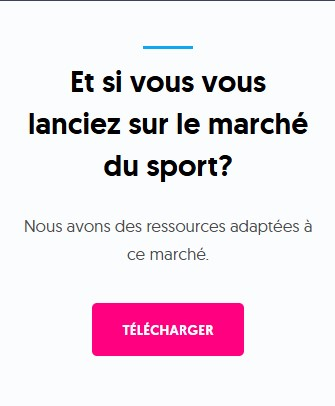 Et si vous vous
lanciez sur le marché
du sport?
Nous avons des ressources adaptées à
ce marché.
TÉLÉCHARGER